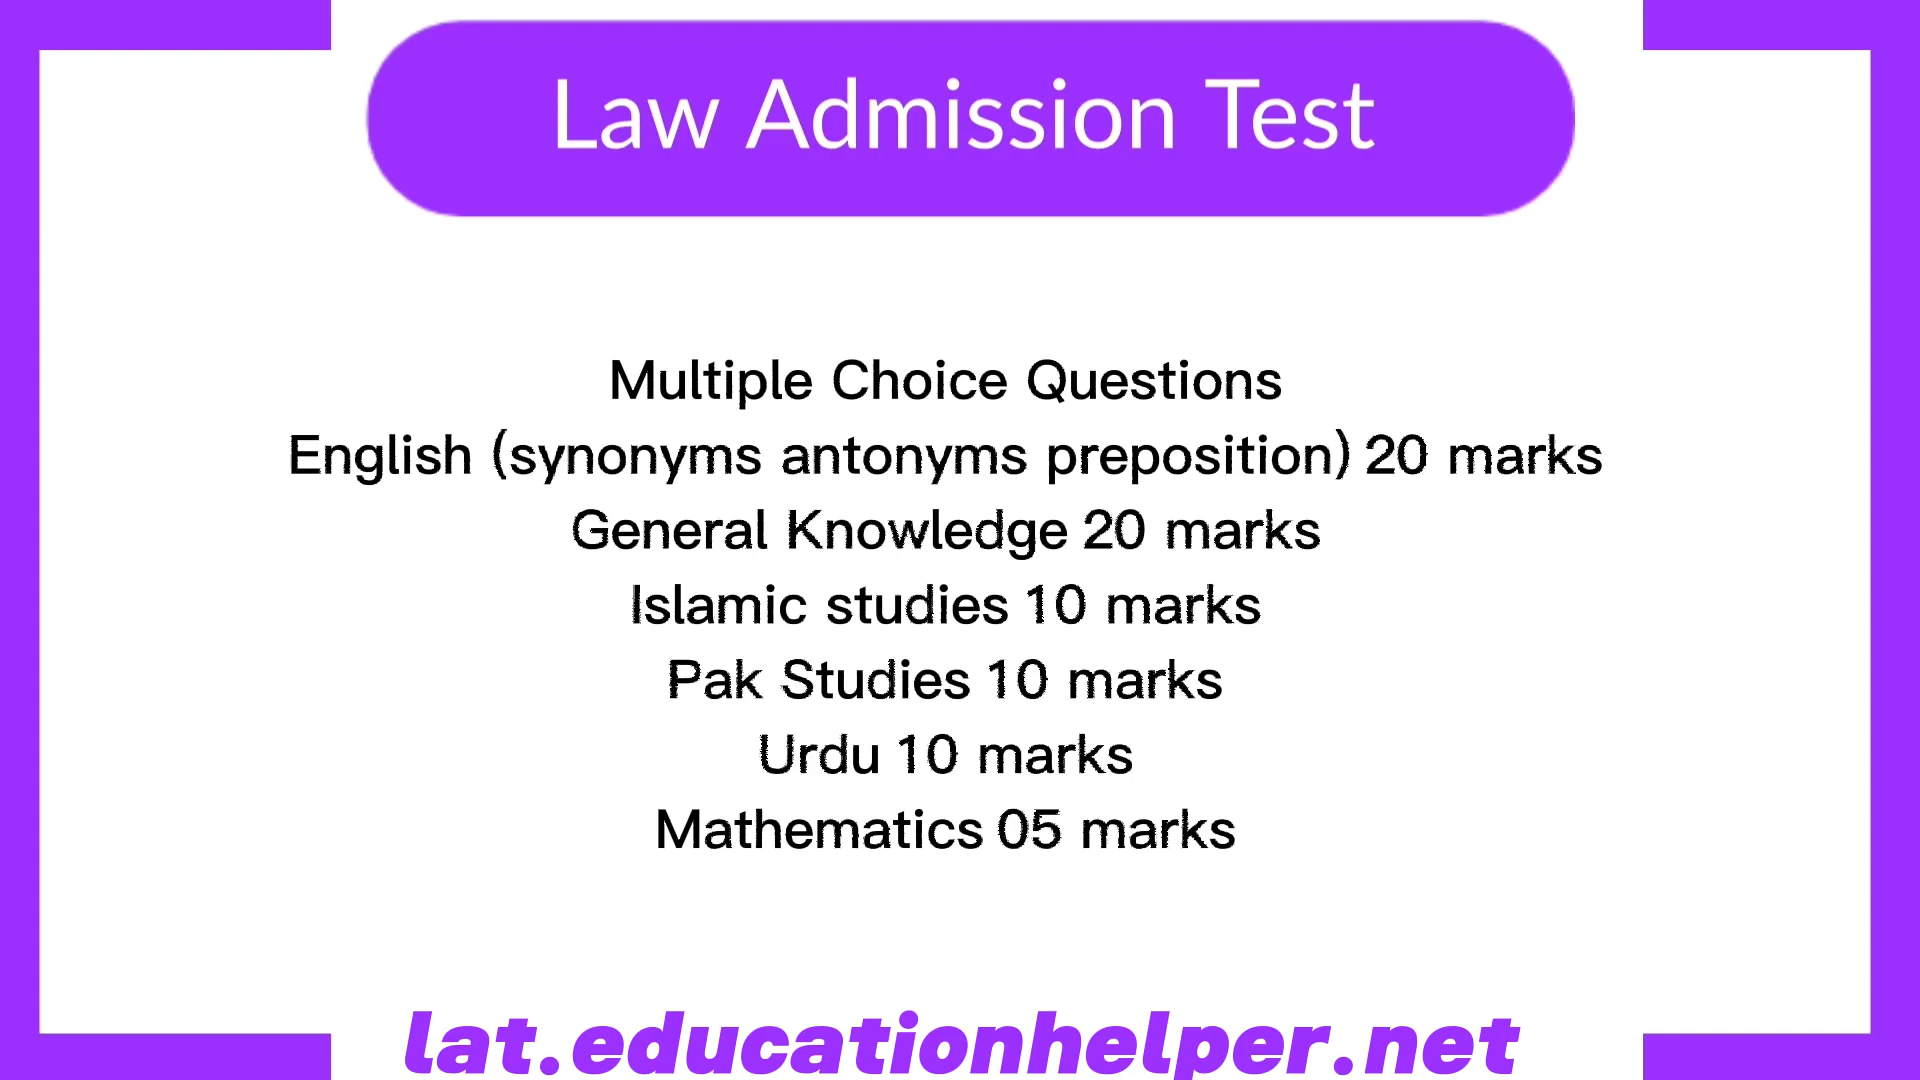 Law Admission Test
Multiple Choice Questions
English (synonyms antonyms preposition) 20 marks
General Knowledge 20 marks
Islamic studies 10 marks
Pak Studies 10 marks
Urdu 10 marks
Mathematics 05 marks
lat.educationhelper.net